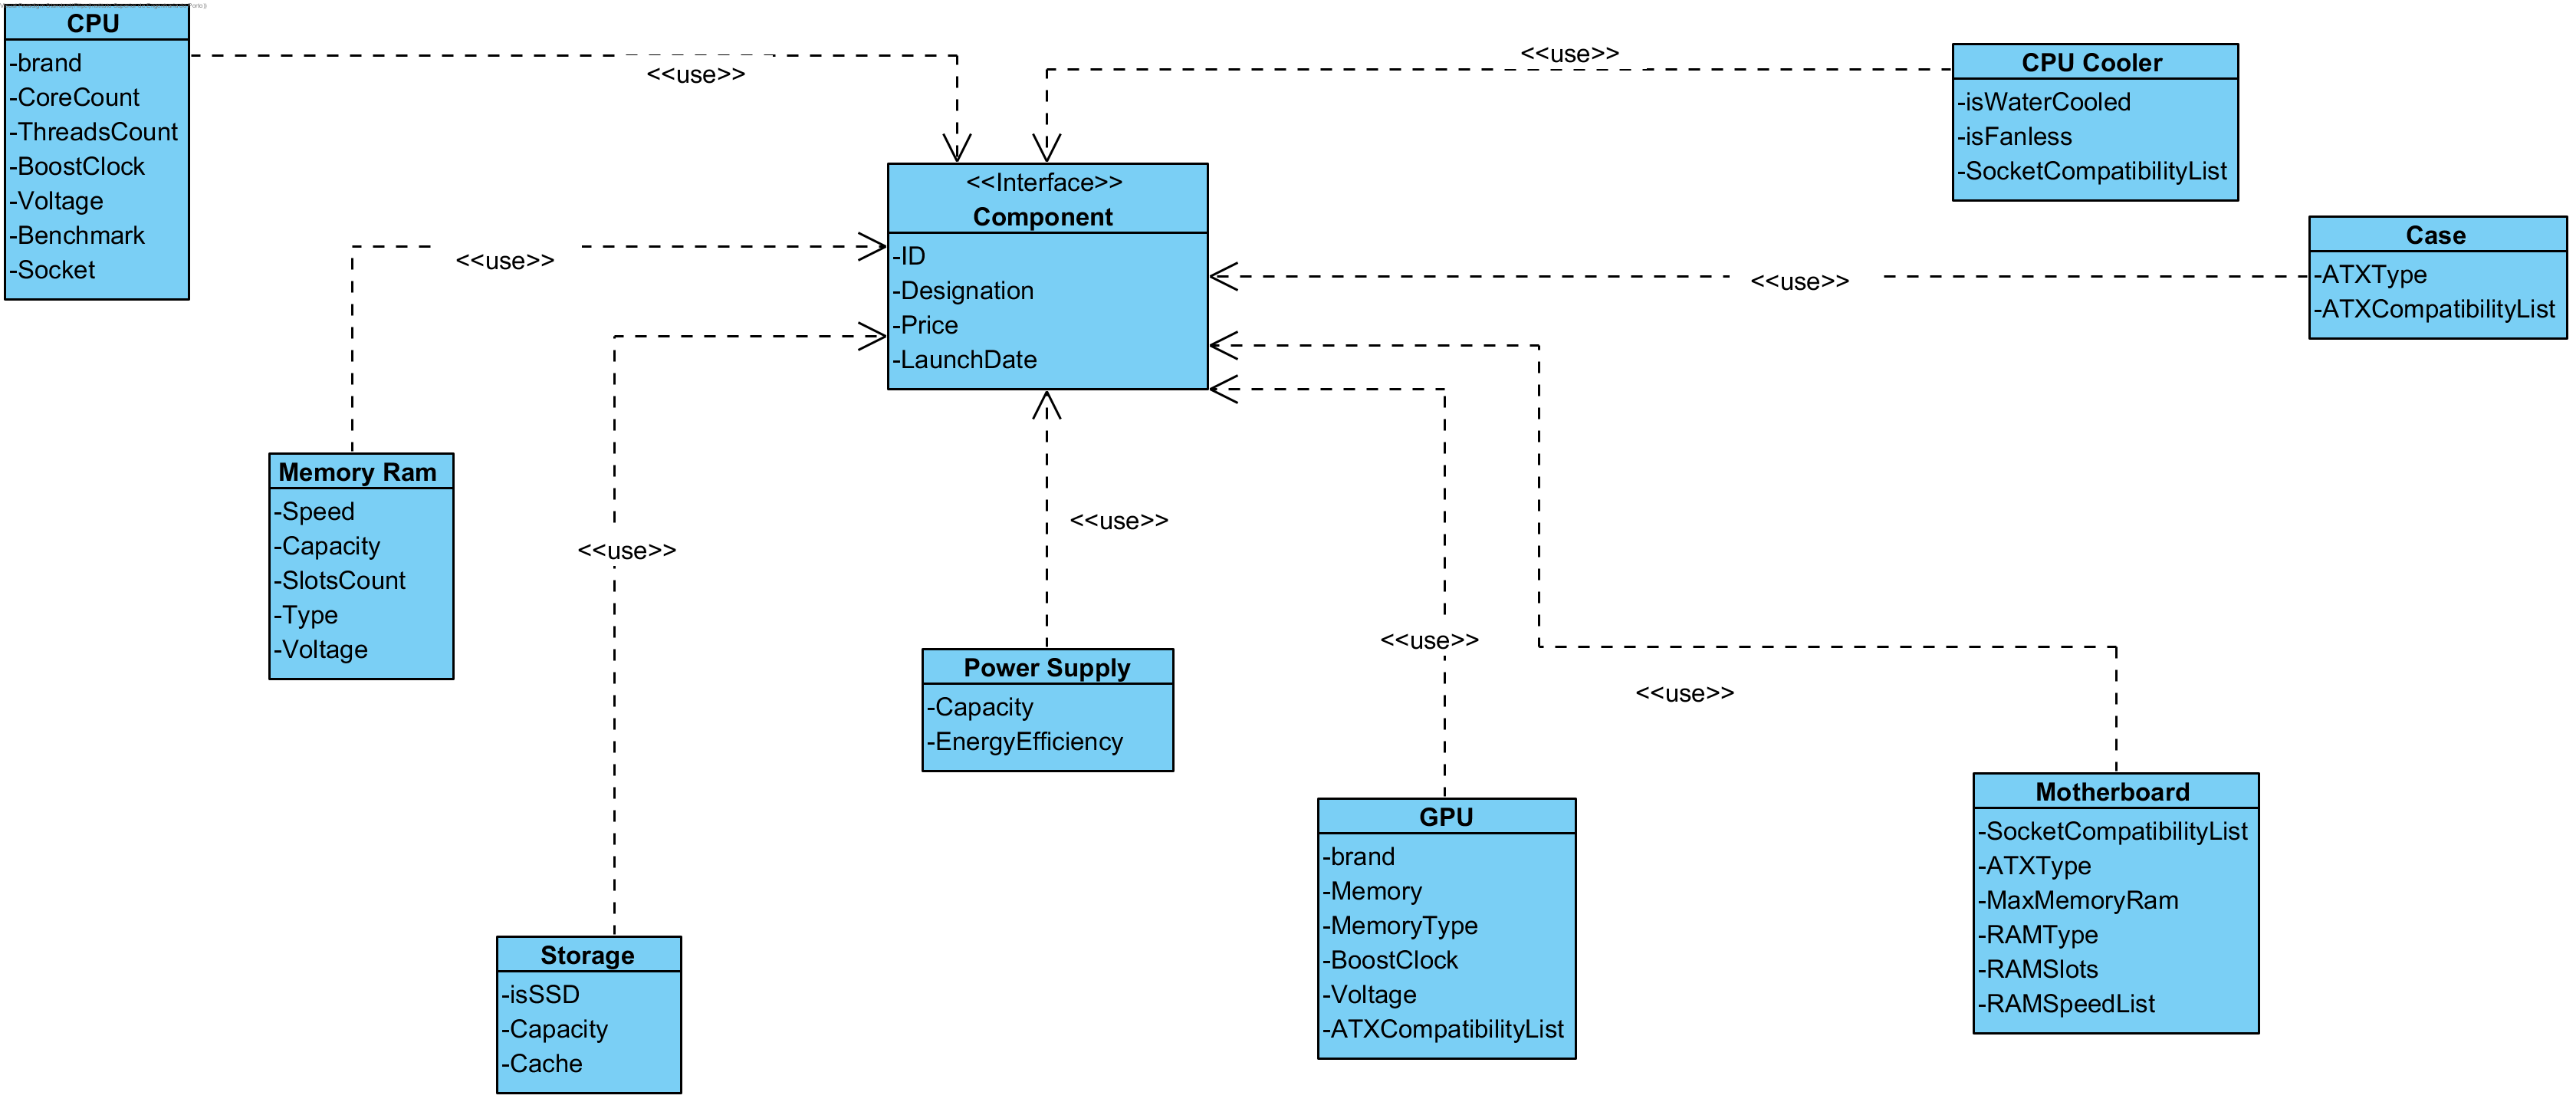 CPU
-brand
-CoreCount
-ThreadsCount
-BoostClock
-Voltage
-Benchmark
-Socket
<<use>>
<<use>>
CPU Cooler
-isWaterCooled
-isFanless
-SocketCompatibilityList
<<Interface>>
Component
-ID
-Designation
-Price
-LaunchDate
<<use>>
<<use>>
Case
-ATXType
-ATXCompatibilityList
Memory Ram
-Speed
-Capacity
-SlotsCount
-Type
-Voltage
<<use>>
<<use>>
<<use>>
<<use>>
Power Supply
-Capacity
-EnergyEfficiency
GPU
-brand
-Memory
-MemoryType
-BoostClock
-Voltage
-ATXCompatibilityList
Motherboard
-SocketCompatibilityList
-ATXType
-MaxMemoryRam
-RAMType
-RAMSlots
-RAMSpeedList
Storage
-isSSD
-Capacity
-Cache